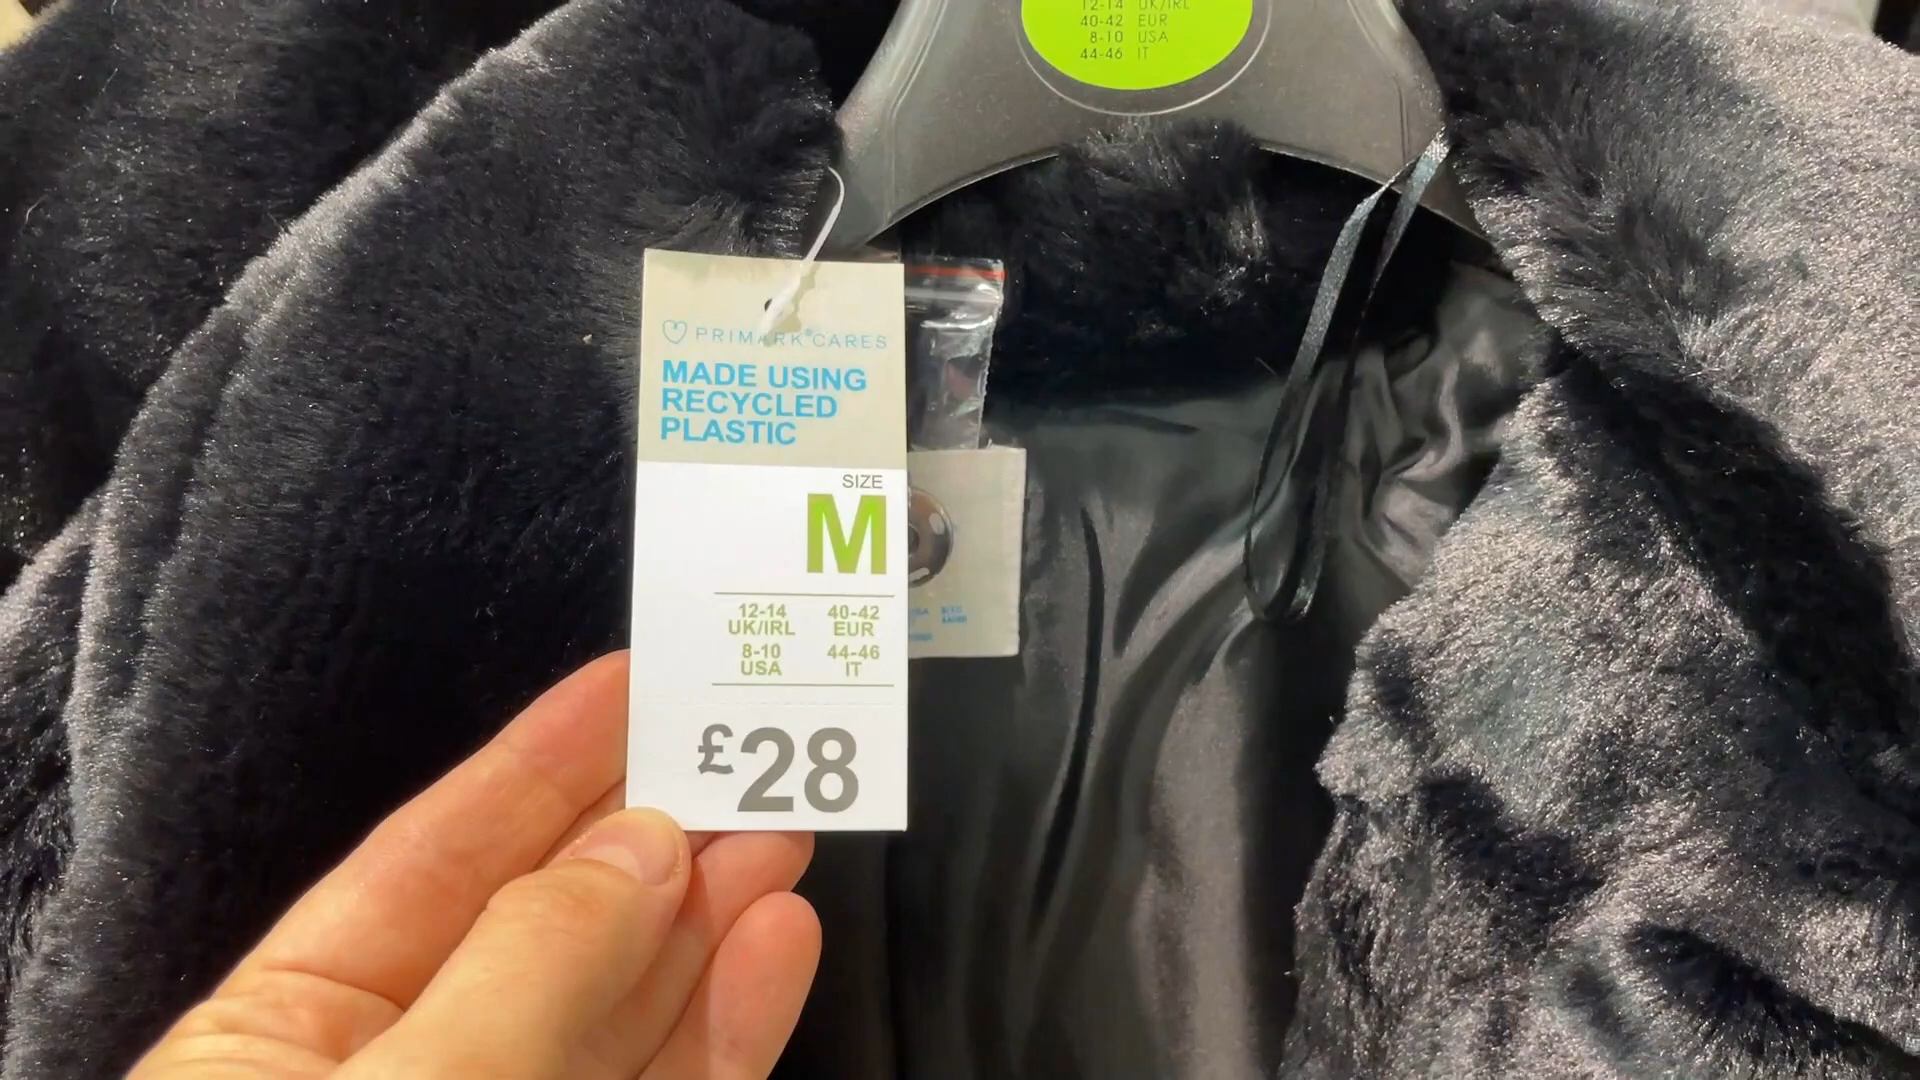 12-14 UK/IRL
40-42 EUR
8-10 USA
44-46 IT
PRIMARK® CARES
MADE USING
RECYCLED
PLASTIC
SIZE
M
12-14 40-42
UK/IRL EUR
8-10 44-46
USA IT
£28